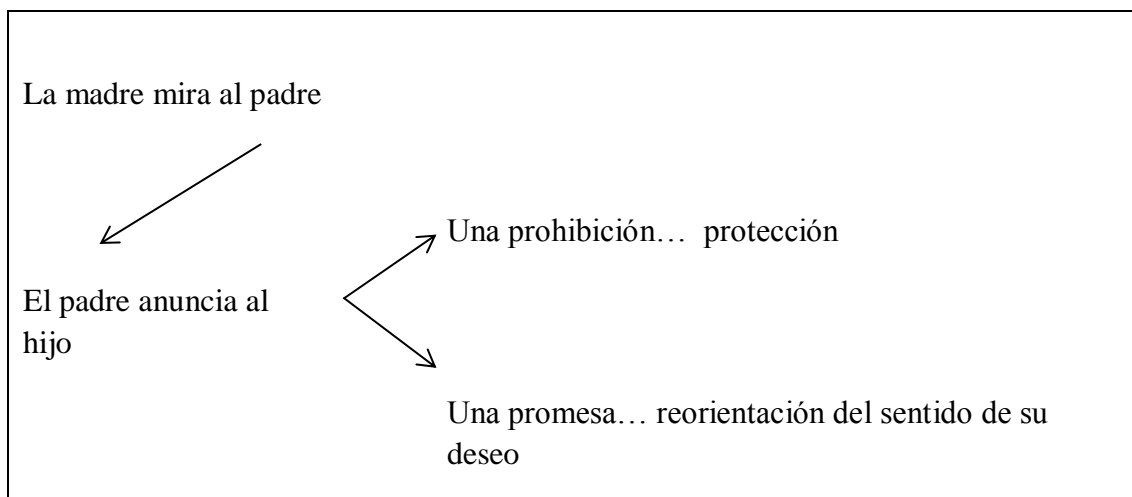 La madre mira al padre
Una prohibición… protección
El padre anuncia al
hijo
Una promesa… reorientación del sentido de su
deseo